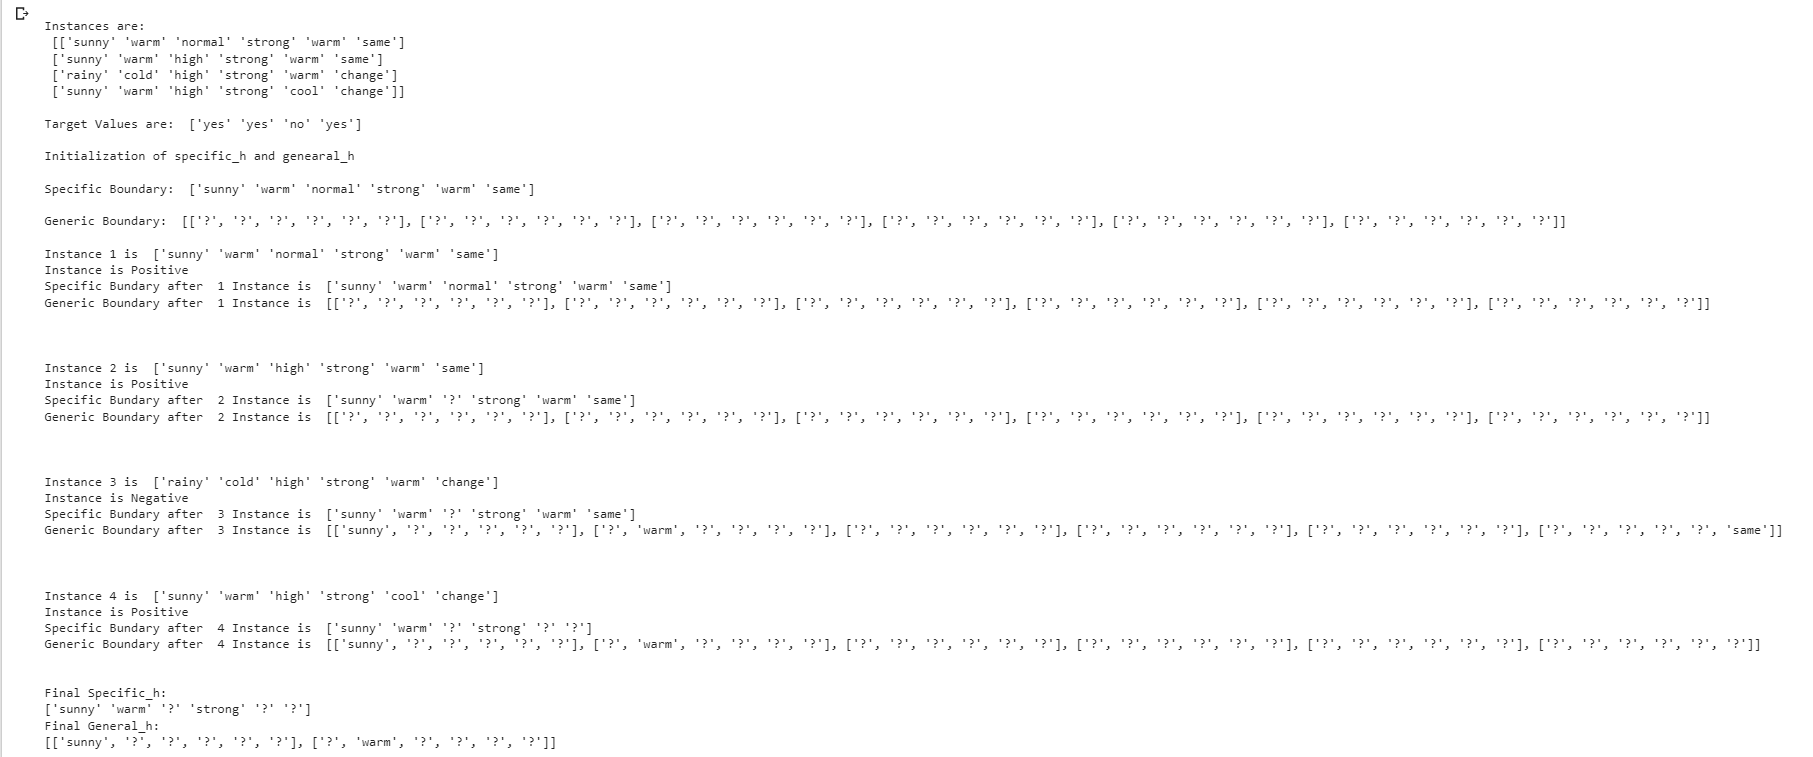 Instances are:
[['sunny' 'warm' 'normal' 'strong' 'warm' 'same']
['sunny' 'warm' 'high' 'strong' 'warm' 'same']
['rainy' 'cold' 'high' 'strong' 'warm' 'change']
['sunny' 'warm' 'high' 'strong' 'cool' 'change']]
Target Values are:  ['yes' 'yes' 'no' 'yes']
Initialization of specific_h and genearal_h
Specific Boundary:  ['sunny' 'warm' 'normal' 'strong' 'warm' 'same']
Generic Boundary:  [['?', '?', '?', '?', '?', '?'], ['?', '?', '?', '?', '?', '?'], ['?', '?', '?', '?', '?', '?'], ['?', '?', '?', '?', '?', '?'], ['?', '?', '?', '?', '?', '?'], ['?', '?', '?', '?', '?', '?']]
Instance 1 is  ['sunny' 'warm' 'normal' 'strong' 'warm' 'same']
Instance is Positive
Specific Bundary after  1 Instance is  ['sunny' 'warm' 'normal' 'strong' 'warm' 'same']
Generic Boundary after  1 Instance is  [['?', '?', '?', '?', '?', '?'], ['?', '?', '?', '?', '?', '?'], ['?', '?', '?', '?', '?', '?'], ['?', '?', '?', '?', '?', '?'], ['?', '?', '?', '?', '?', '?'], ['?', '?', '?', '?', '?', '?']]
Instance 2 is  ['sunny' 'warm' 'high' 'strong' 'warm' 'same']
Instance is Positive
Specific Bundary after  2 Instance is  ['sunny' 'warm' '?' 'strong' 'warm' 'same']
Generic Boundary after  2 Instance is  [['?', '?', '?', '?', '?', '?'], ['?', '?', '?', '?', '?', '?'], ['?', '?', '?', '?', '?', '?'], ['?', '?', '?', '?', '?', '?'], ['?', '?', '?', '?', '?', '?'], ['?', '?', '?', '?', '?', '?']]
Instance 3 is  ['rainy' 'cold' 'high' 'strong' 'warm' 'change']
Instance is Negative
Specific Bundary after  3 Instance is  ['sunny' 'warm' '?' 'strong' 'warm' 'same']
Generic Boundary after  3 Instance is  [['sunny', '?', '?', '?', '?', '?'], ['?', 'warm', '?', '?', '?', '?'], ['?', '?', '?', '?', '?', '?'], ['?', '?', '?', '?', '?', '?'], ['?', '?', '?', '?', '?', '?'], ['?', '?', '?', '?', '?', 'same']]
Instance 4 is  ['sunny' 'warm' 'high' 'strong' 'cool' 'change']
Instance is Positive
Specific Bundary after  4 Instance is  ['sunny' 'warm' '?' 'strong' '?' '?']
Generic Boundary after  4 Instance is  [['sunny', '?', '?', '?', '?', '?'], ['?', 'warm', '?', '?', '?', '?'], ['?', '?', '?', '?', '?', '?'], ['?', '?', '?', '?', '?', '?'], ['?', '?', '?', '?', '?', '?'], ['?', '?', '?', '?', '?', '?']]
Final Specific_h:
['sunny' 'warm' '?' 'strong' '?' '?']
Final General_h:
[['sunny', '?', '?', '?', '?', '?'], ['?', 'warm', '?', '?', '?', '?']]